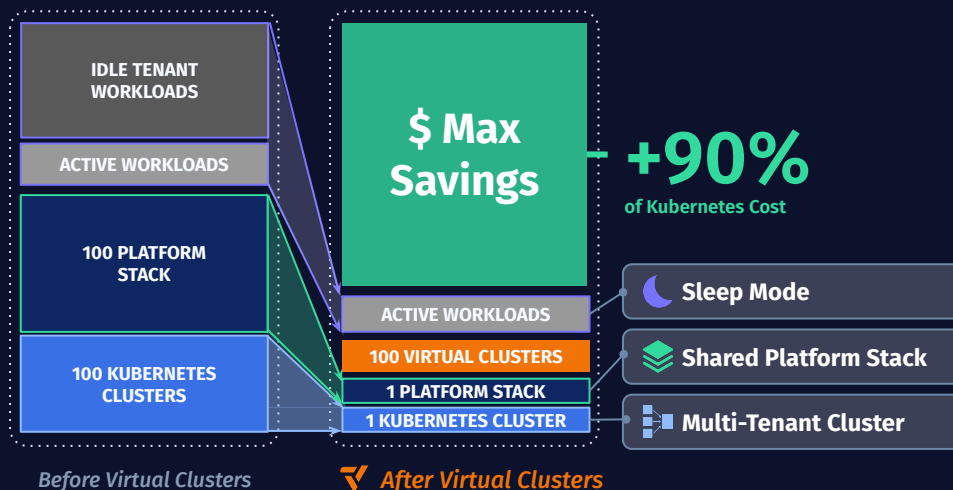 IDLE TENANT
WORKLOADS
ACTIVE WORKLOADS
100 PLATFORM
STACK
100 KUBERNETES
CLUSTERS
Before Virtual Clusters
$ Max
Savings
ACTIVE WORKLOADS
100 VIRTUAL CLUSTERS
1 PLATFORM STACK
1 KUBERNETES CLUSTER
After Virtual Clusters
+90%
of Kubernetes Cost
Sleep Mode
Shared Platform Stack
Multi-Tenant Cluster